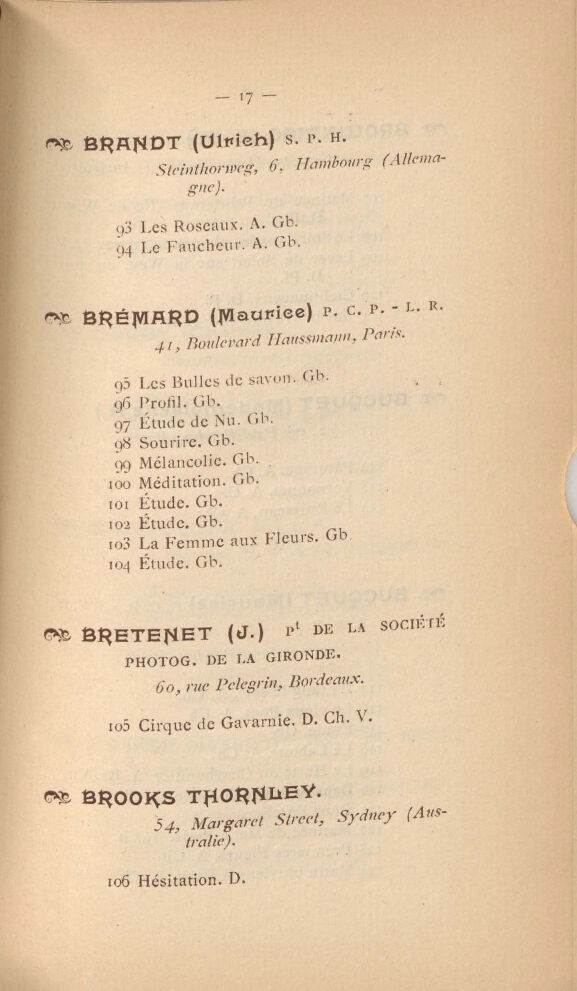 — 17 —
BRANDT (Ulrich) S. P. H.
Steinthorweg, 6, Hambourg (Allema-
gne).
93 Les Roseaux. A. Gb.
94 Le Faucheur. A. Gb.
BRÉMARD (Maurice) P. C. P. - L. R.
41, Boulevard Haussmann, Paris.
95 Les Bulles de savon. Gb.
96 Profil. Gb.
97 Étude de Nu. Gb.
98 Sourire. Gb.
99 Mélancolie. Gb.
100 Méditation. Gb.
101 Étude. Gb.
102 Étude. Gb.
103 La Femme aux Fleurs. Gb
104 Étude. Gb.
BRETENET (J.) Pt DE LA SOCIÉTÉ
PHOTOG. DE LA GIRONDE.
60, rue Pelegrin, Bordeaux.
105 Cirque de Gavarnie. D. Ch. V.
BROOKS THORNLEY.
54, Margaret Street, Sydney (Aus-
tralie).
106 Hésitation. D.